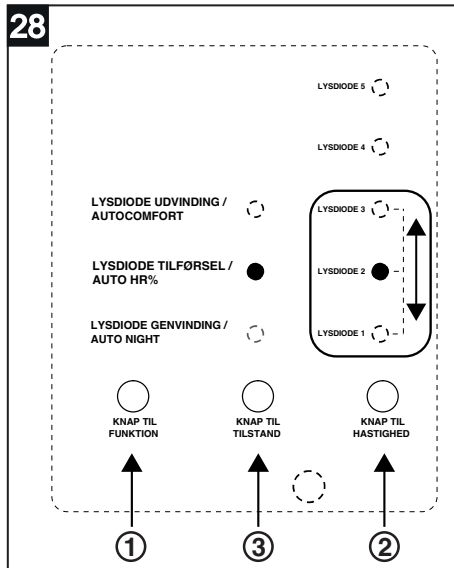 28
LYSDIODE 5
LYSDIODE 4
LYSDIODE UDVINDING /
AUTOCOMFORT
LYSDIODE 3
LYSDIODE TILFØRSEL /
AUTO HR%
LYSDIODE 2
LYSDIODE GENVINDING /
AUTO NIGHT
LYSDIODE 1
KNAP TIL
FUNKTION
KNAP TIL
TILSTAND
KNAP TIL
HASTIGHED
1
3
2